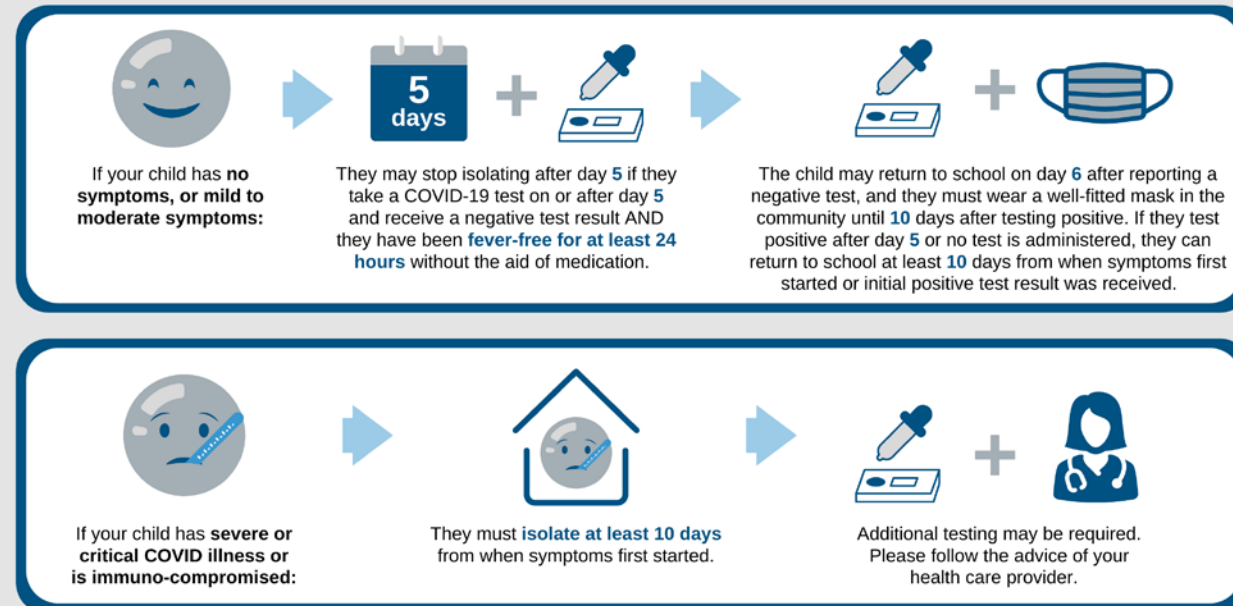 5
days
If your child has no
symptoms, or mild to
moderate symptoms:
They may stop isolating after day 5 if they
take a COVID-19 test on or after day 5
and receive a negative test result AND
they have been fever-free for at least 24
hours without the aid of medication.
The child may return to school on day 6 after reporting a
negative test, and they must wear a well-fitted mask in the
community until 10 days after testing positive. If they test
positive after day 5 or no test is administered, they can
return to school at least 10 days from when symptoms first
started or initial positive test result was received.
If your child has severe or
critical COVID illness or
is immuno-compromised:
They must isolate at least 10 days
from when symptoms first started.
Additional testing may be required.
Please follow the advice of your
health care provider.